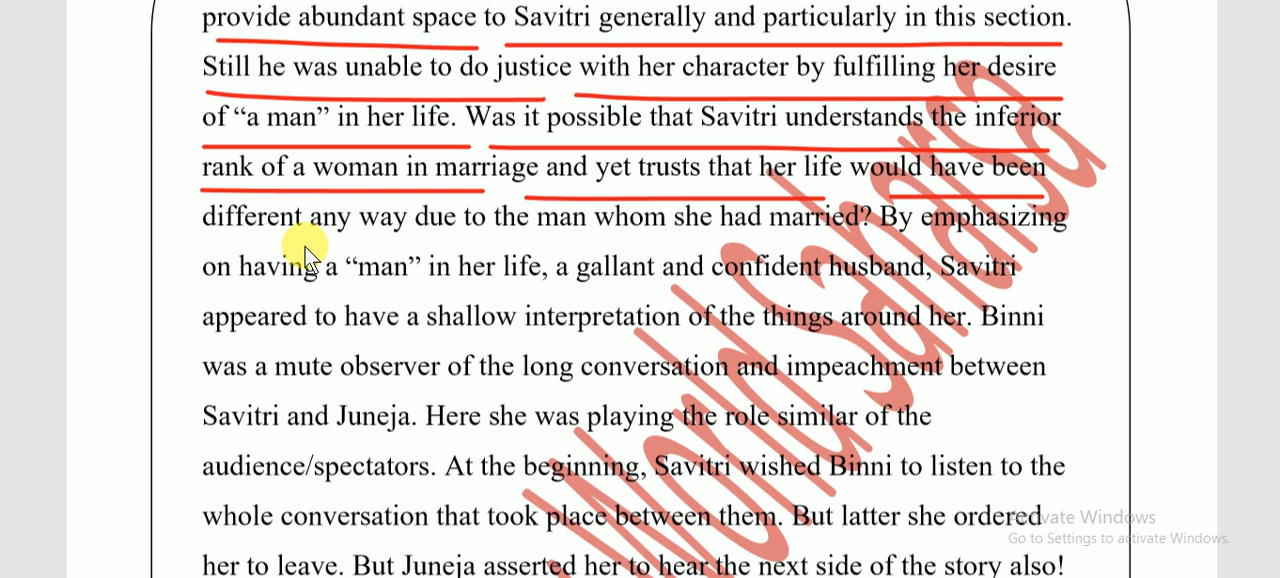 provide abundant space to Savitri generally and particularly in this section.
Still he was unable to do justice with her character by fulfilling her desire
of “a man” in her life. Was it possible that Savitri understands the inferior
rank of a woman in marriage and yet trusts that her life would have been
different any way due to the man whom she had married? By emphasizing
on having a “man” in her life, a gallant and confident husband, Savitri
appeared to have a shallow interpretation of the things around her. Binni
was a mute observer of the long conversation and impeachment between
Savitri and Juneja. Here she was playing the role similar of the
audience/spectators. At the beginning, Savitri wished Binni to listen to the
whole conversation that took place between them. But latter she ordered
her to leave. But Juneja asserted her to hear the next side of the story also!
World Saharsa
Activate Windows
Go to Settings to activate Windows.